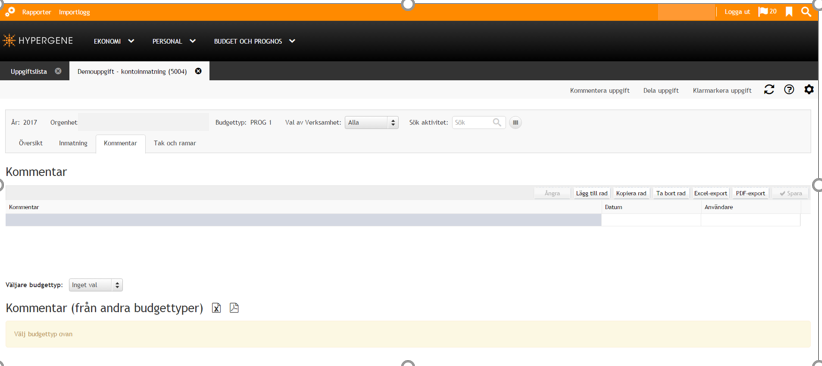 Rapporter Importlogg Logga ut 20
HYPERGENE EKONOMI PERSONAL BUDGET OCH PROGNOS
Uppgiftslista Demouppgift - kontoinmatning (5004)
Kommentera uppgift Dela uppgift Klarmarkera uppgift
År: 2017 Orgenhet Budgettyp: PROG 1 Val av Verksamhet: Alla Sök aktivitet: Sök
Översikt Inmatning Kommentar Tak och ramar
Kommentar
Ångra Lägg till rad Kopiera rad Ta bort rad Excel-export PDF-export Spara
Kommentar Datum Användare
Väljare budgettyp: Inget val
Kommentar (från andra budgettyper)
Välj budgettyp ovan